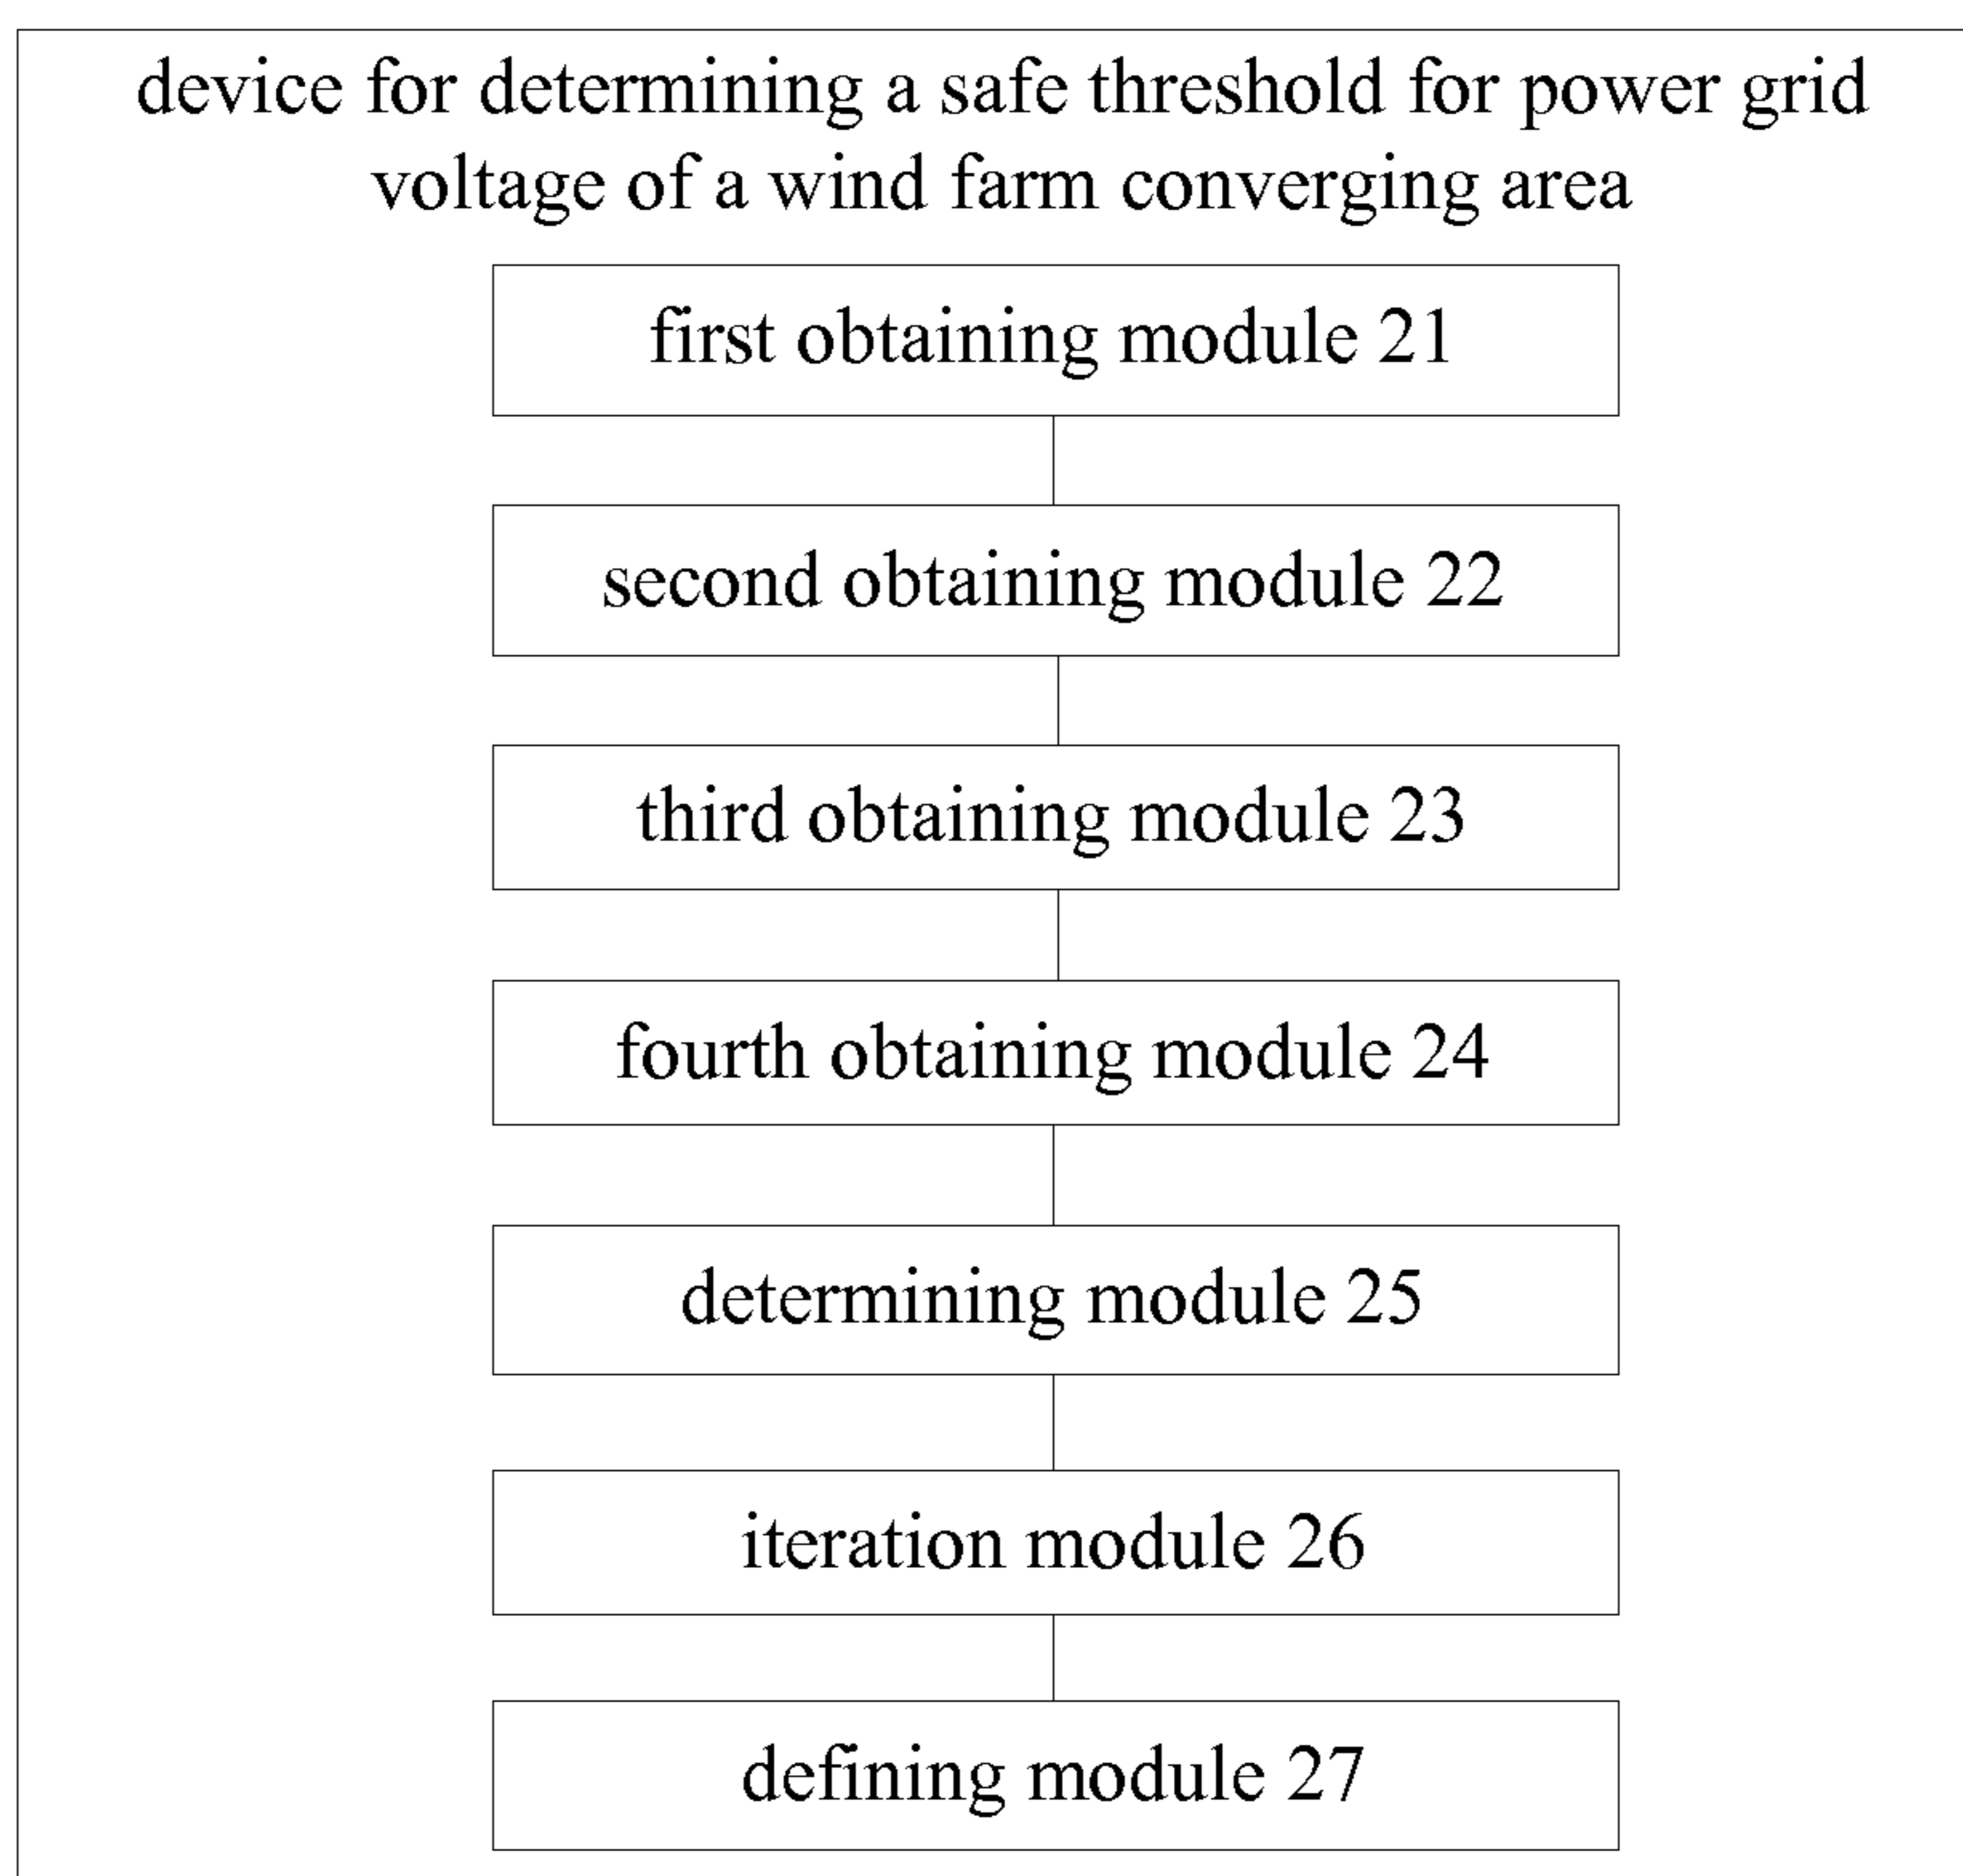 device for determining a safe threshold for power grid
voltage of a wind farm converging area
first obtaining module 21
second obtaining module 22
third obtaining module 23
fourth obtaining module 24
determining module 25
iteration module 26
defining module 27